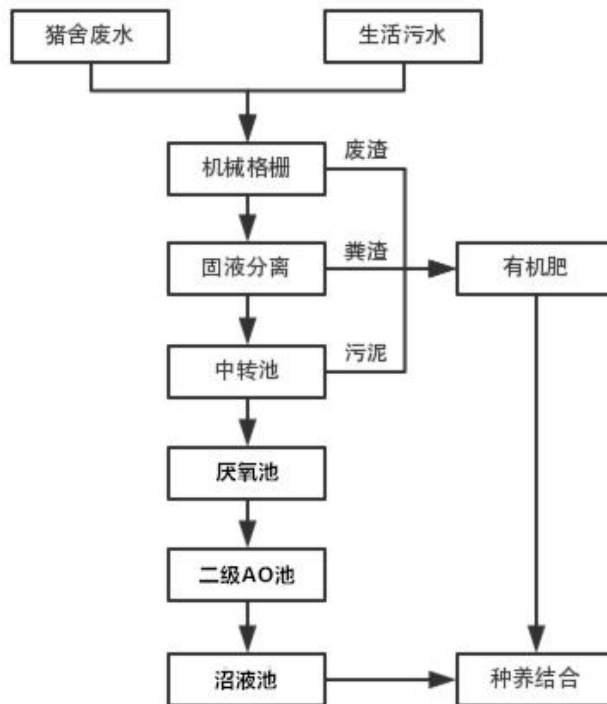 猪舍废水
生活污水
机械格栅
废渣
固液分离
粪渣
有机肥
中转池
污泥
厌氧池
二级AO池
沼液池
种养结合